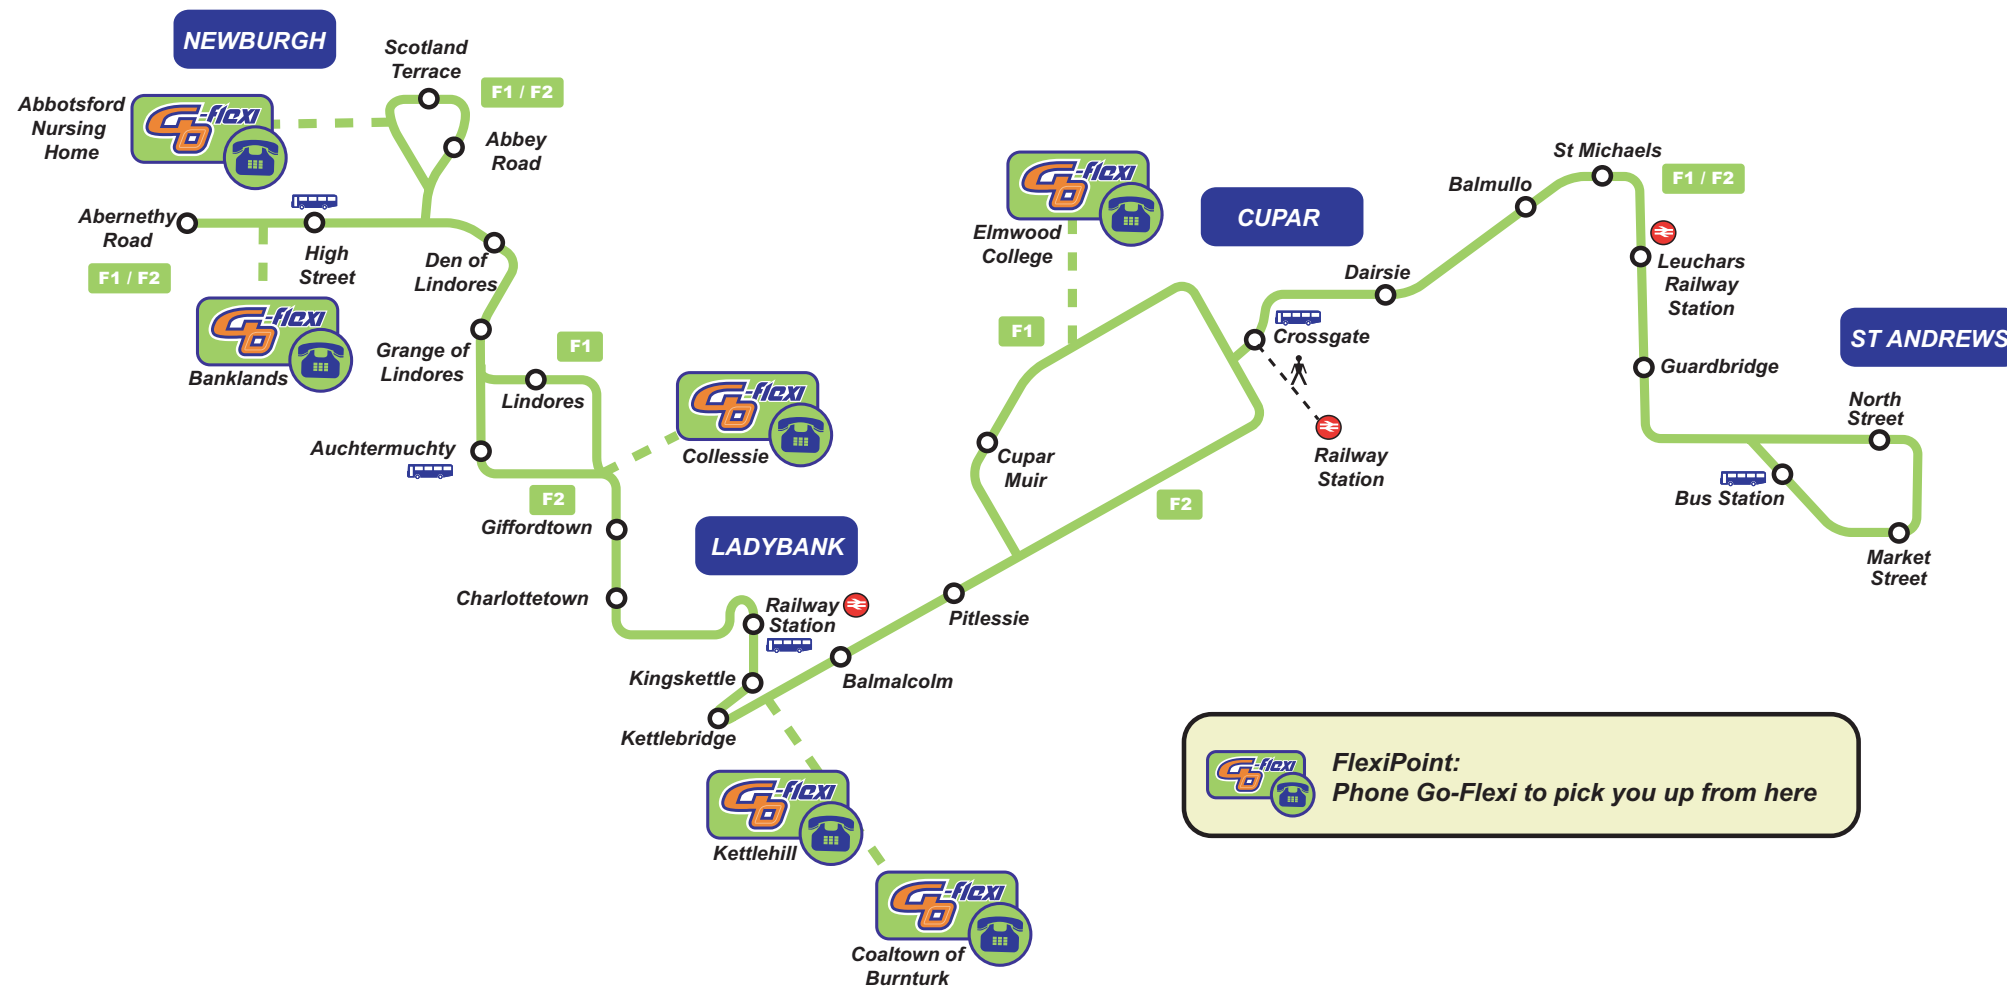 NEWBURGH
Scotland
Terrace
F1 / F2
Abbotsford
Nursing
Home
GO-flexi
Abbey
Road
Abernethy
Road
F1 / F2
High
Street
Den of
Lindores
GO-flexi
Banklands
Grange of
Lindores
F1
Lindores
Auchtermuchty
F2
GO-flexi
Collessie
Giffordtown
Charlottetown
LADYBANK
Railway
Station
Kingskettle
Kettlebridge
Balmalcolm
Pitlessie
GO-flexi
Kettlehill
GO-flexi
Coaltown of
Burnturk
GO-flexi
Elmwood
College
F1
Cupar
Muir
F2
CUPAR
Crossgate
Railway
Station
Dairsie
Balmullo
St Michaels
F1 / F2
Leuchars
Railway
Station
Guardbridge
ST ANDREWS
North
Street
Bus Station
Market
Street
GO-flexi
FlexiPoint:
Phone Go-Flexi to pick you up from here